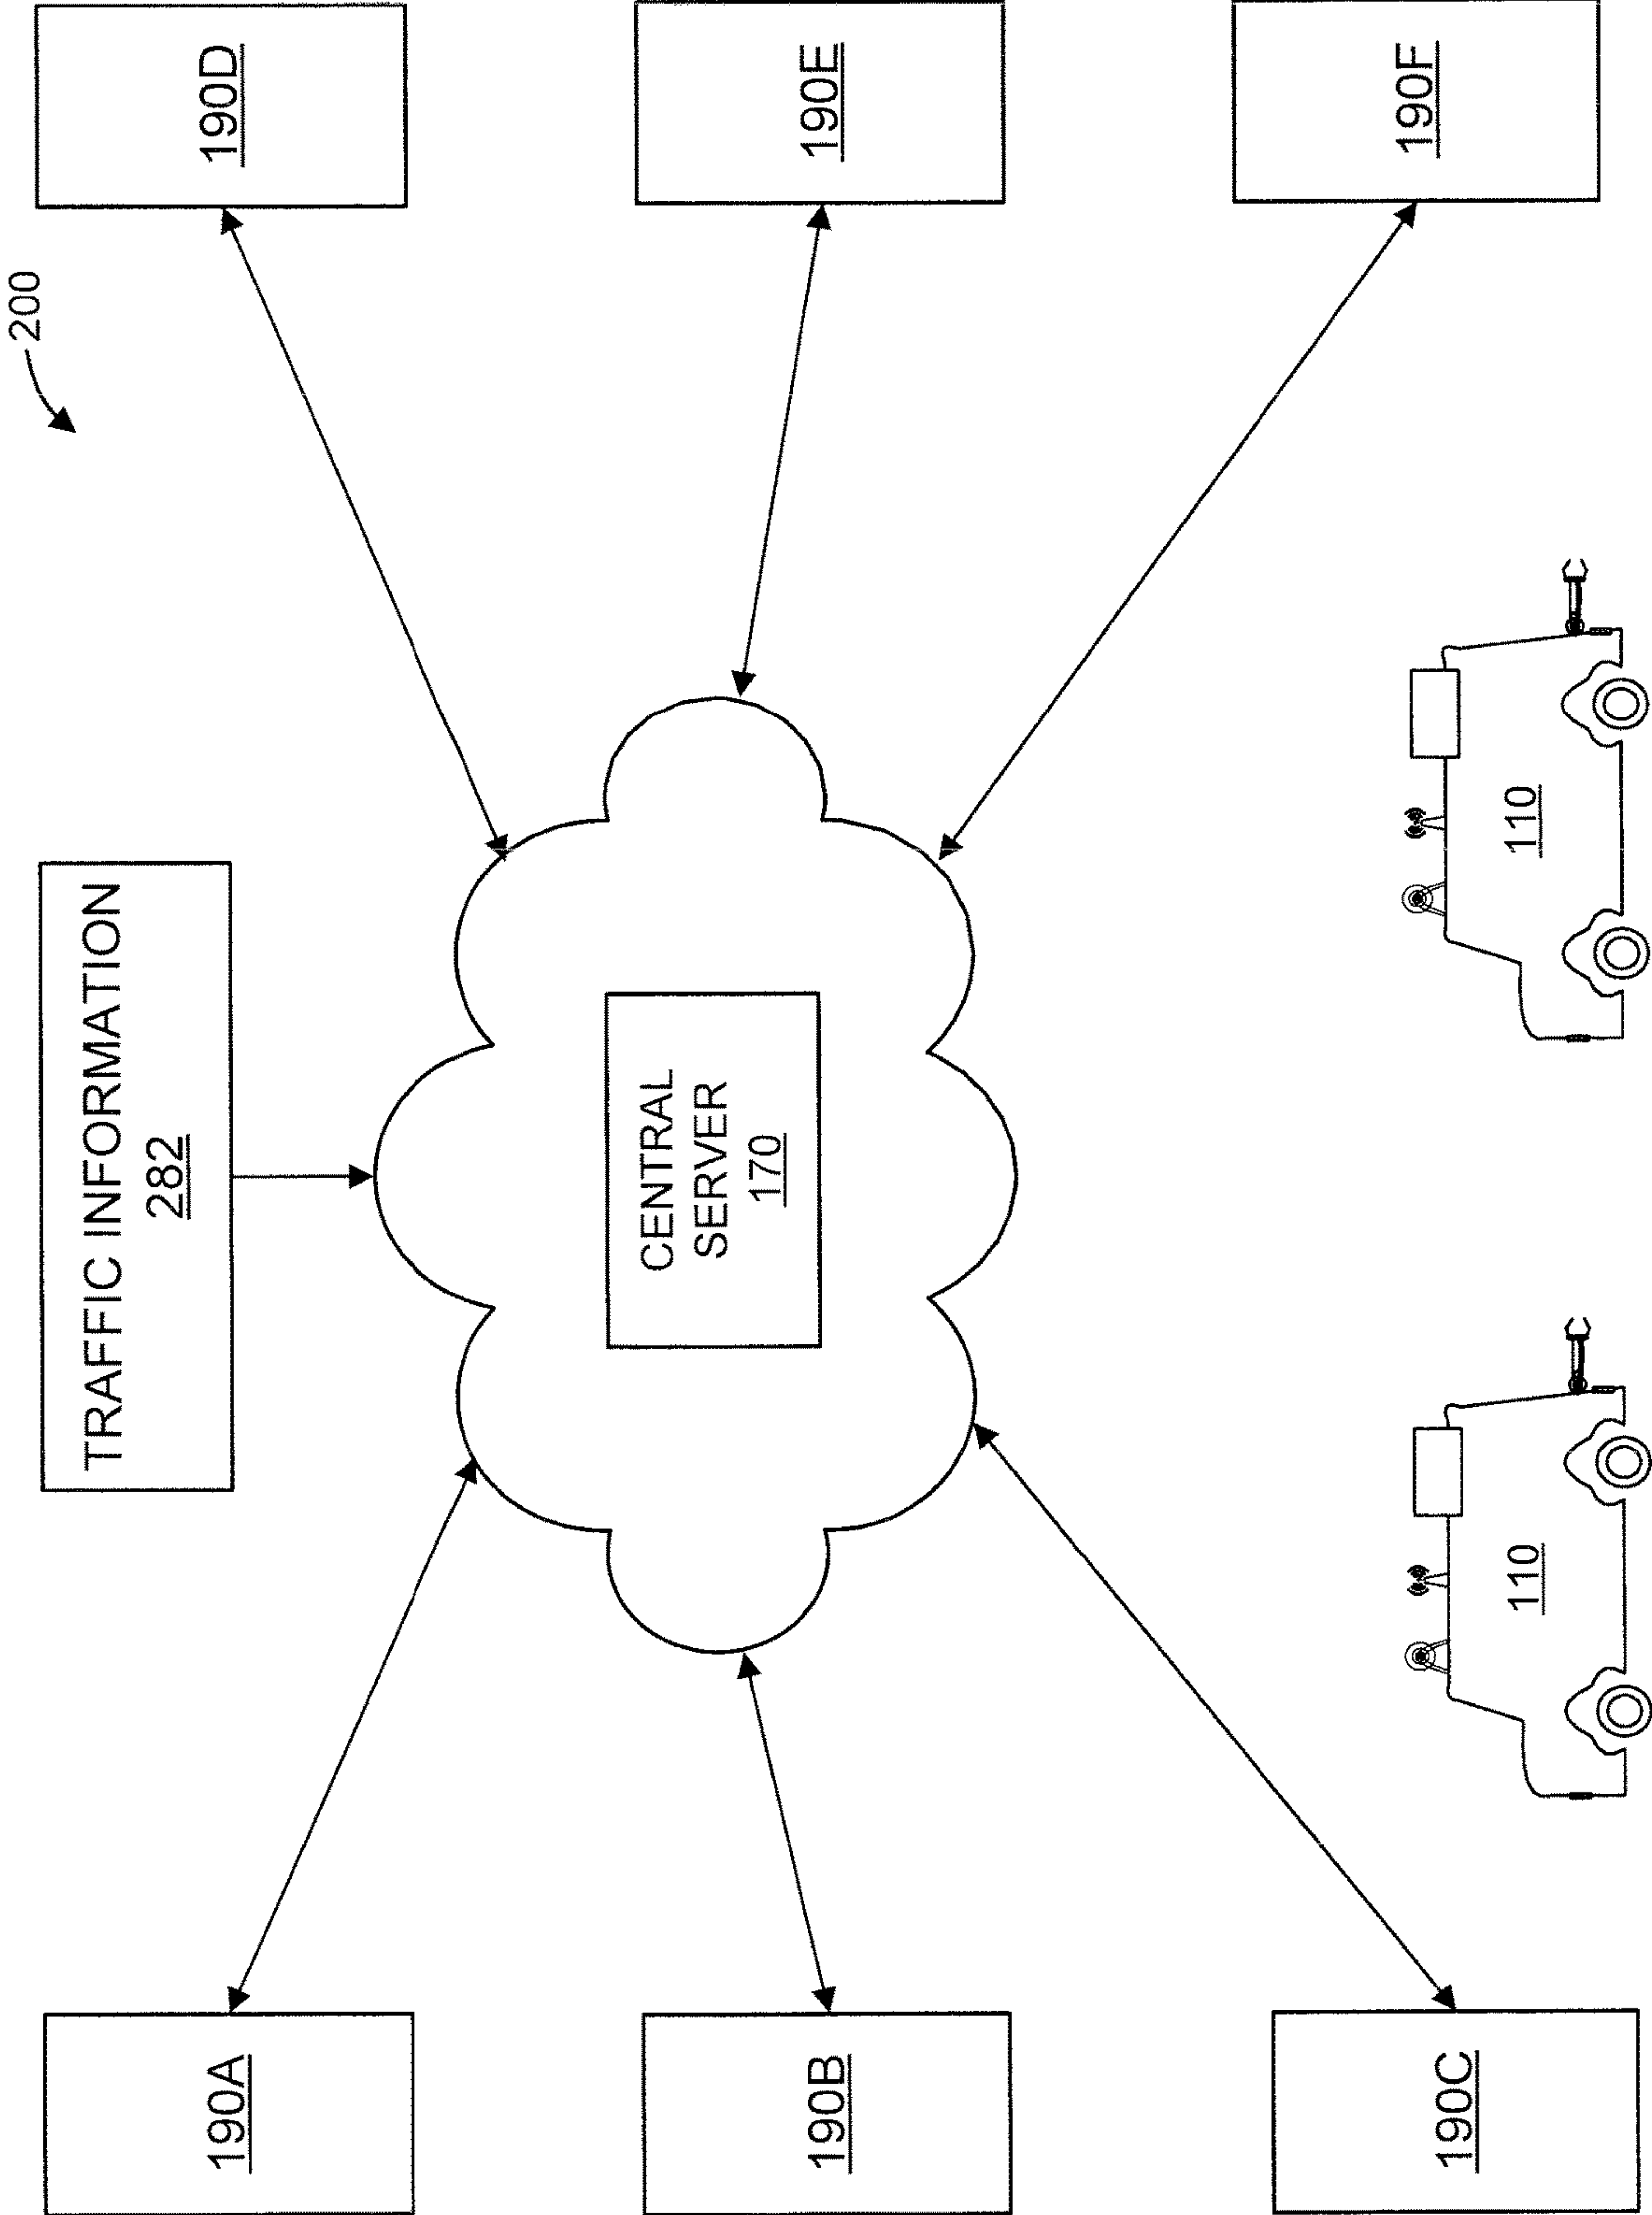 200
TRAFFIC INFORMATION
282
190A
190D
CENTRAL
SERVER
170
190B
190E
190C
110
110
190F